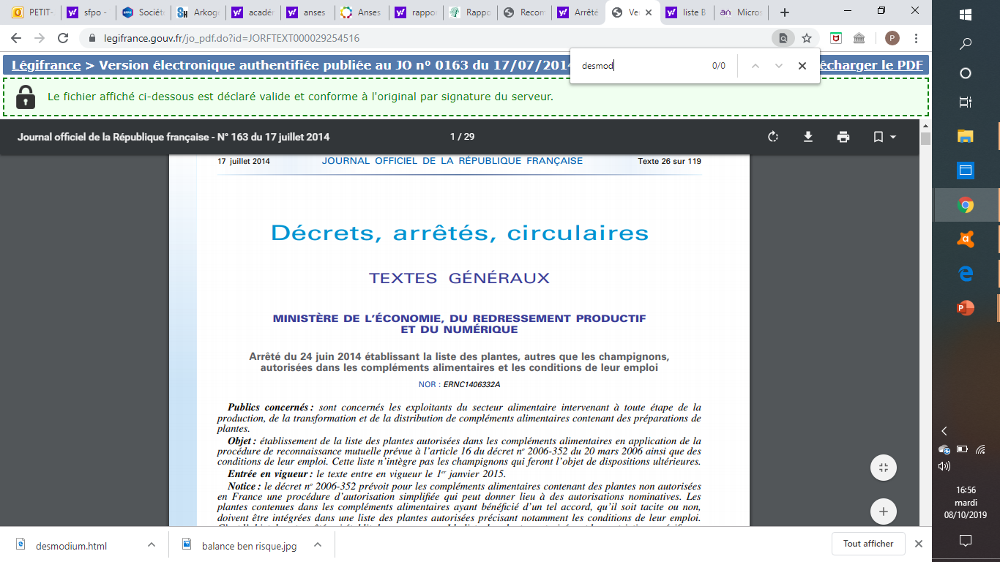 PETIT-
sfpo -
Sociét
Arkog
acadé
anses
Anses
rappo
Rappo
Recom
Arrêté
Ve
liste B
Micros
legifrance.gouv.fr/jo_pdf.do?id=JORFTEXT000029254516
P
desmod
0/0
Légifrance > Version électronique authentifiée publiée au JO n° 0163 du 17/07/2014
écharger le PDF
Le fichier affiché ci-dessous est déclaré valide et conforme à l'original par signature du serveur.
Journal officiel de la République française - N° 163 du 17 juillet 2014
1 / 29
17 juillet 2014
JOURNAL OFFICIEL DE LA RÉPUBLIQUE FRANÇAISE
Texte 26 sur 119
Décrets, arrêtés, circulaires
TEXTES GÉNÉRAUX
MINISTÈRE DE L'ÉCONOMIE, DU REDRESSEMENT PRODUCTIF
ET DU NUMÉRIQUE
Arrêté du 24 juin 2014 établissant la liste des plantes, autres que les champignons,
autorisées dans les compléments alimentaires et les conditions de leur emploi
NOR : ERNC1406332A
Publics concernés : sont concernés les exploitants du secteur alimentaire intervenant à toute étape de la
production, de la transformation et de la distribution de compléments alimentaires contenant des préparations de
plantes.
Objet : établissement de la liste des plantes autorisées dans les compléments alimentaires en application de la
procédure de reconnaissance mutuelle prévue à l'article 16 du décret n° 2006-352 du 20 mars 2006 ainsi que des
conditions de leur emploi. Cette liste n'intègre pas les champignons qui feront l'objet de dispositions ultérieures.
Entrée en vigueur : le texte entre en vigueur le 1er janvier 2015.
Notice : le décret n° 2006-352 prévoit pour les compléments alimentaires contenant des plantes non autorisées
en France une procédure d'autorisation simplifiée qui peut donner lieu à des autorisations nominatives. Les
plantes contenues dans les compléments alimentaires ayant bénéficié d'un tel accord, qu'il soit tacite ou non,
doivent être intégrées dans une liste des plantes autorisées précisant notamment les conditions de leur emploi.
desmodium.html
balance ben risque.jpg
Tout afficher
16:56
mardi
08/10/2019